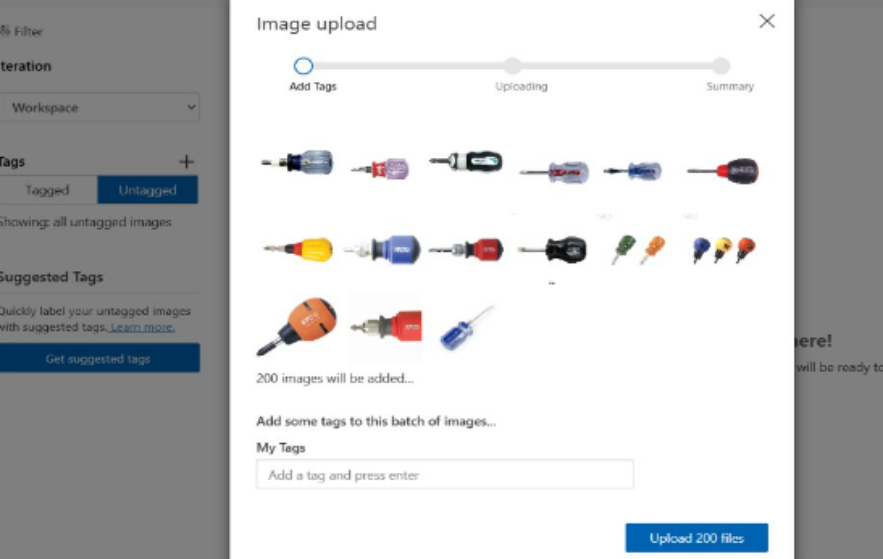 Filter
Iteration
Workspace
Tags
Tagged
Untagged
Showing: all untagged images
Suggested Tags
Quickly label your untagged images
with suggested tags. Learn more.
Get suggested tags
Image upload
Add Tags
Uploading
Summary
200 images will be added...
Add some tags to this batch of images...
My Tags
Add a tag and press enter
Upload 200 files
here!
will be ready to